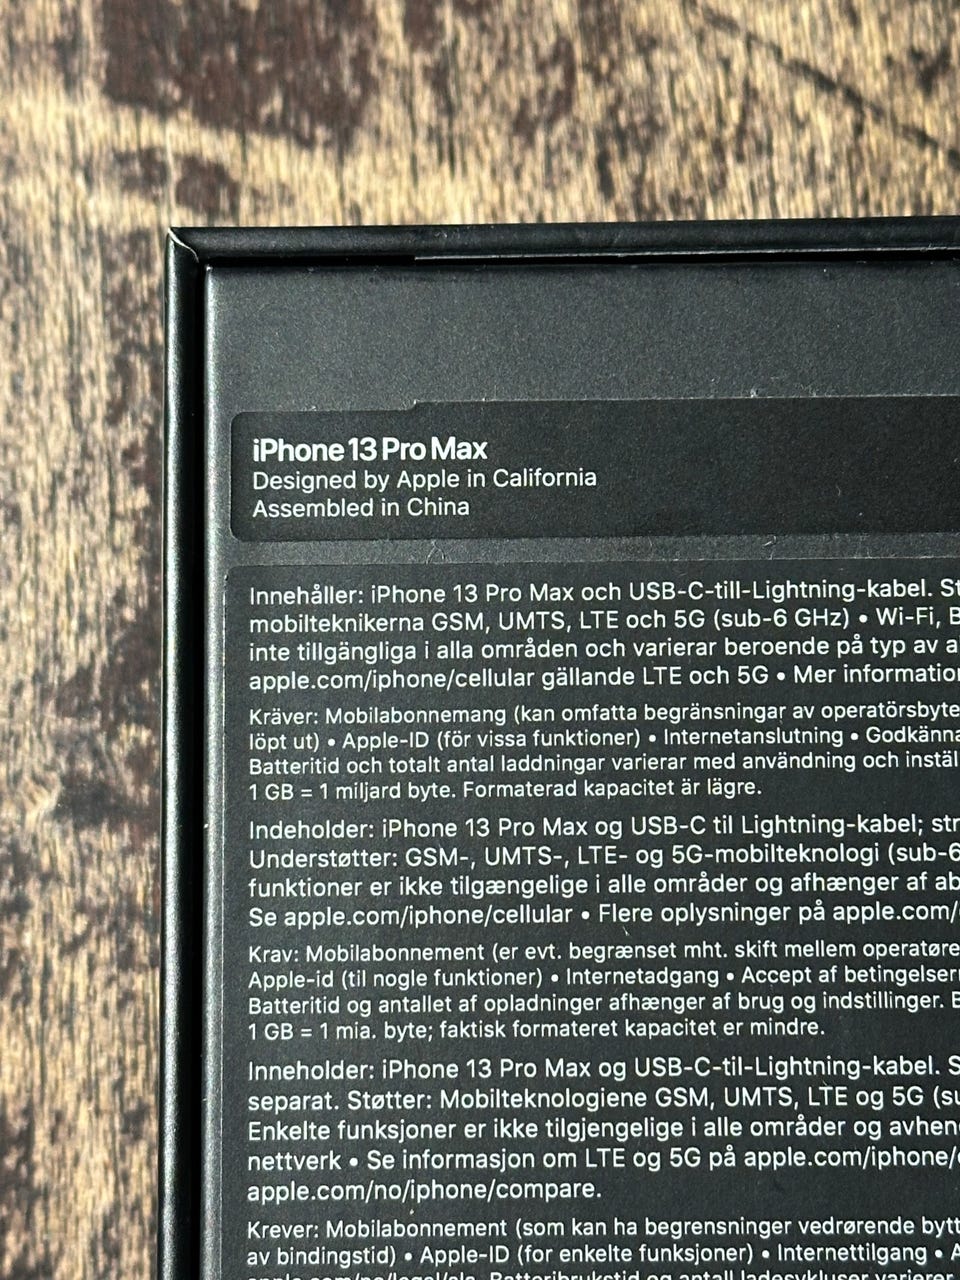 iPhone 13 Pro Max
Designed by Apple in California
Assembled in China
Innehåller: iPhone 13 Pro Max och USB-C-till-Lightning-kabel.
mobilteknikerna GSM, UMTS, LTE och 5G (sub-6 GHz) • Wi-Fi,
inte tillgängliga i alla områden och varierar beroende på typ av
apple.com/iphone/cellular gällande LTE och 5G • Mer information
Kräver: Mobilabonnemang (kan omfatta begränsningar av operatörsbyte
löpt ut) • Apple-ID (för vissa funktioner) • Internetanslutning •
Batteritid och totalt antal laddningar varierar med användning och
1 GB = 1 miljard byte. Formaterad kapacitet är lägre.
Indeholder: iPhone 13 Pro Max og USB-C til Lightning-kabel;
Understøtter: GSM-, UMTS-, LTE- og 5G-mobilteknologi (sub-6
funktioner er ikke tilgængelige i alle områder og afhænger af
Se apple.com/iphone/cellular • Flere oplysninger på apple.com/
Krav: Mobilabonnement (er evt. begrænset mht. skift mellem
Apple-id (til nogle funktioner) • Internetadgang • Accept af
Batteritid og antallet af opladninger afhænger af brug og indstillinger.
1 GB = 1 mia. byte; faktisk formateret kapacitet er mindre.
Inneholder: iPhone 13 Pro Max og USB-C-til-Lightning-kabel.
separat. Støtter: Mobilteknologiene GSM, UMTS, LTE og 5G
Enkelte funksjoner er ikke tilgjengelige i alle områder og
nettverk • Se informasjon om LTE og 5G på apple.com/iphone/
apple.com/no/iphone/compare.
Krever: Mobilabonnement (som kan ha begrensninger vedrørende
av bindingstid) • Apple-ID (for enkelte funksjoner) • Internettilgang •